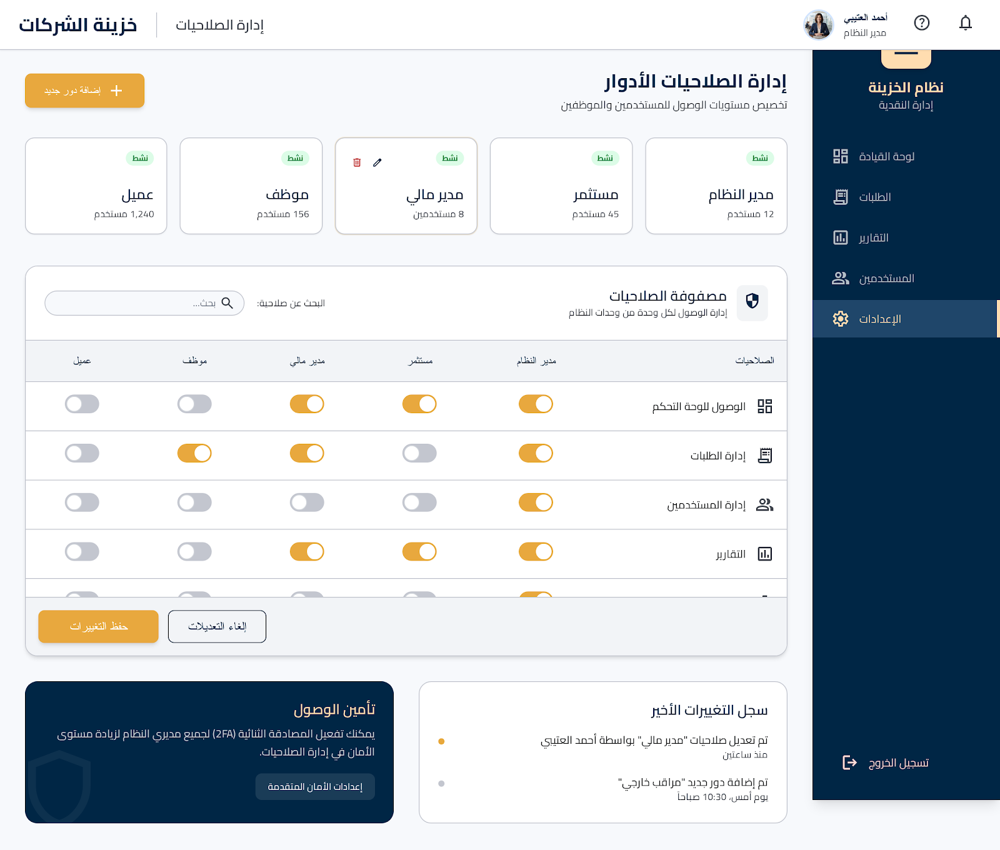 خزينة الشركات
إدارة الصلاحيات
أحمد العتيبي
مدير النظام
نظام الخزينة
إدارة النقدية
لوحة القيادة
الطلبات
التقارير
المستخدمين
الإعدادات
تسجيل الخروج
إدارة الصلاحيات الأدوار
تخصيص مستويات الوصول للمستخدمين والموظفين
إضافة دور جديد
نشط
مدير النظام
12 مستخدم
نشط
مستثمر
45 مستخدم
نشط
مدير مالي
8 مستخدمين
نشط
موظف
156 مستخدم
نشط
عميل
1,240 مستخدم
مصفوفة الصلاحيات
إدارة الوصول لكل وحدة من وحدات النظام
البحث عن صلاحية:
بحث...
الصلاحيات
مدير النظام
مستثمر
مدير مالي
موظف
عميل
الوصول للوحة التحكم
إدارة الطلبات
إدارة المستخدمين
التقارير
إلغاء التعديلات
حفظ التغييرات
سجل التغييرات الأخير
تم تعديل صلاحيات "مدير مالي" بواسطة أحمد العتيبي
منذ ساعتين
تم إضافة دور جديد "مراقب خارجي"
يوم أمس، 10:30 صباحاً
تأمين الوصول
يمكنك تفعيل المصادقة الثنائية (2FA) لجميع مديري النظام لزيادة مستوى
الأمان في إدارة الصلاحيات.
إعدادات الأمان المتقدمة